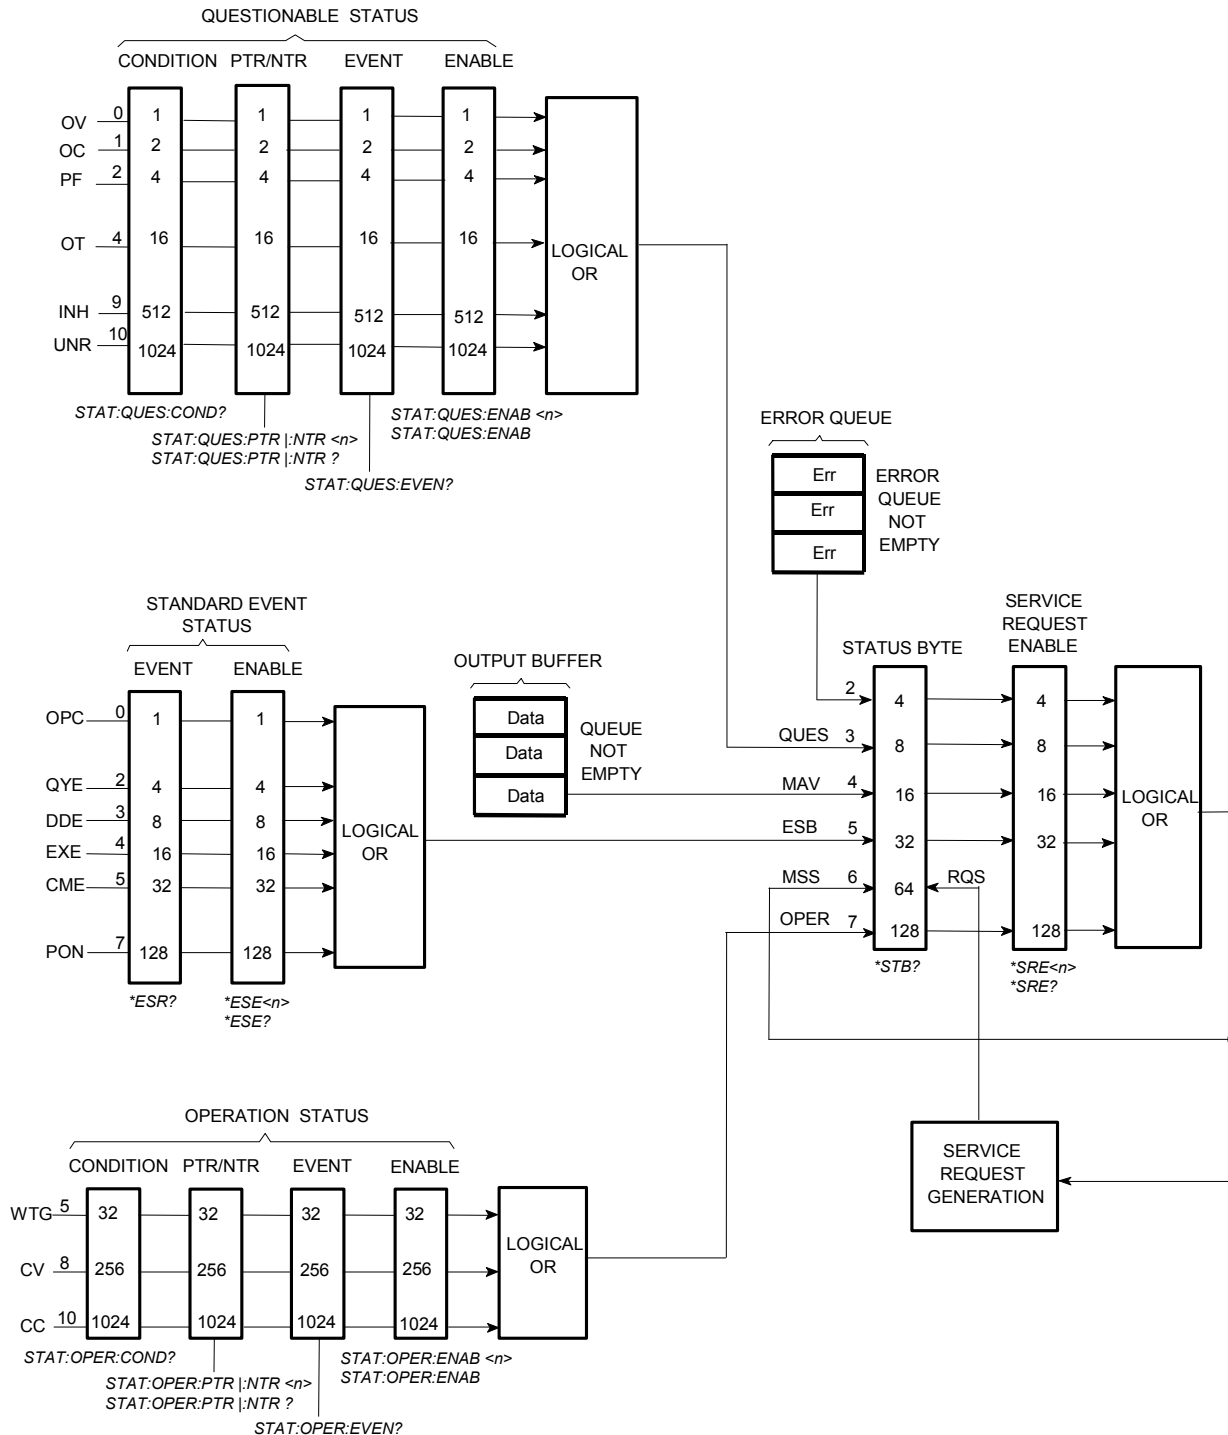 QUESTIONABLE STATUS
CONDITION PTR/NTR EVENT ENABLE
OV 0 1 1 1 1
OC 1 2 2 2 2
PF 2 4 4 4 4
OT 4 16 16 16 16
LOGICAL
OR
INH 9 512 512 512 512
UNR 10 1024 1024 1024 1024
STAT:QUES:COND?
STAT:QUES:PTR |:NTR <n>
STAT:QUES:PTR |:NTR ?
STAT:QUES:EVEN?
STAT:QUES:ENAB <n>
STAT:QUES:ENAB
ERROR QUEUE
Err
Err
Err
ERROR
QUEUE
NOT
EMPTY
STANDARD EVENT
STATUS
EVENT ENABLE
OPC 0 1 1
QYE 2 4 4
DDE 3 8 8
EXE 4 16 16
CME 5 32 32
PON 7 128 128
LOGICAL
OR
*ESR?
*ESE<n>
*ESE?
OUTPUT BUFFER
Data
Data
Data
QUEUE
NOT
EMPTY
STATUS BYTE
SERVICE
REQUEST
ENABLE
2 4 4
QUES 3 8 8
MAV 4 16 16
ESB 5 32 32
MSS 6 64 RQS
OPER 7 128 128
LOGICAL
OR
*STB?
*SRE<n>
*SRE?
SERVICE
REQUEST
GENERATION
OPERATION STATUS
CONDITION PTR/NTR EVENT ENABLE
WTG 5 32 32 32 32
CV 8 256 256 256 256
CC 10 1024 1024 1024 1024
LOGICAL
OR
STAT:OPER:COND?
STAT:OPER:PTR |:NTR <n>
STAT:OPER:PTR |:NTR ?
STAT:OPER:EVEN?
STAT:OPER:ENAB <n>
STAT:OPER:ENAB